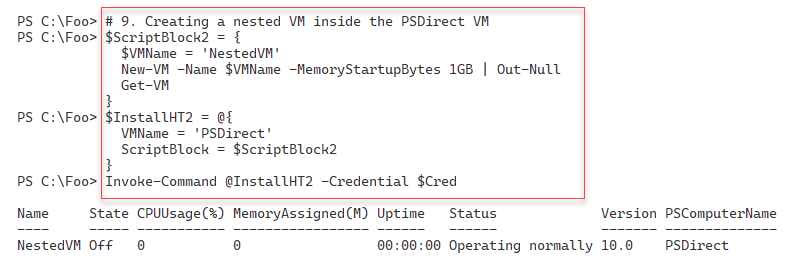 PS C:\Foo> # 9. Creating a nested VM inside the PSDirect VM
PS C:\Foo> $ScriptBlock2 = {
$VMName = 'NestedVM'
New-VM -Name $VMName -MemoryStartupBytes 1GB | Out-Null
Get-VM
}
PS C:\Foo> $InstallHT2 = @{
VMName = 'PSDirect'
ScriptBlock = $ScriptBlock2
}
PS C:\Foo> Invoke-Command @InstallHT2 -Credential $Cred
Name State CPUUsage(%) MemoryAssigned(M) Uptime Status Version PSComputerName
---- ----- ----------- ----------------- ------ ------ ------- --------------
NestedVM Off 0 0 00:00:00 Operating normally 10.0 PSDirect